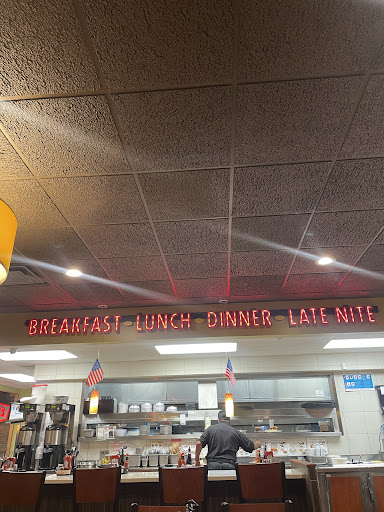 BREAKFAST - LUNCH - DINNER - LATE NITE